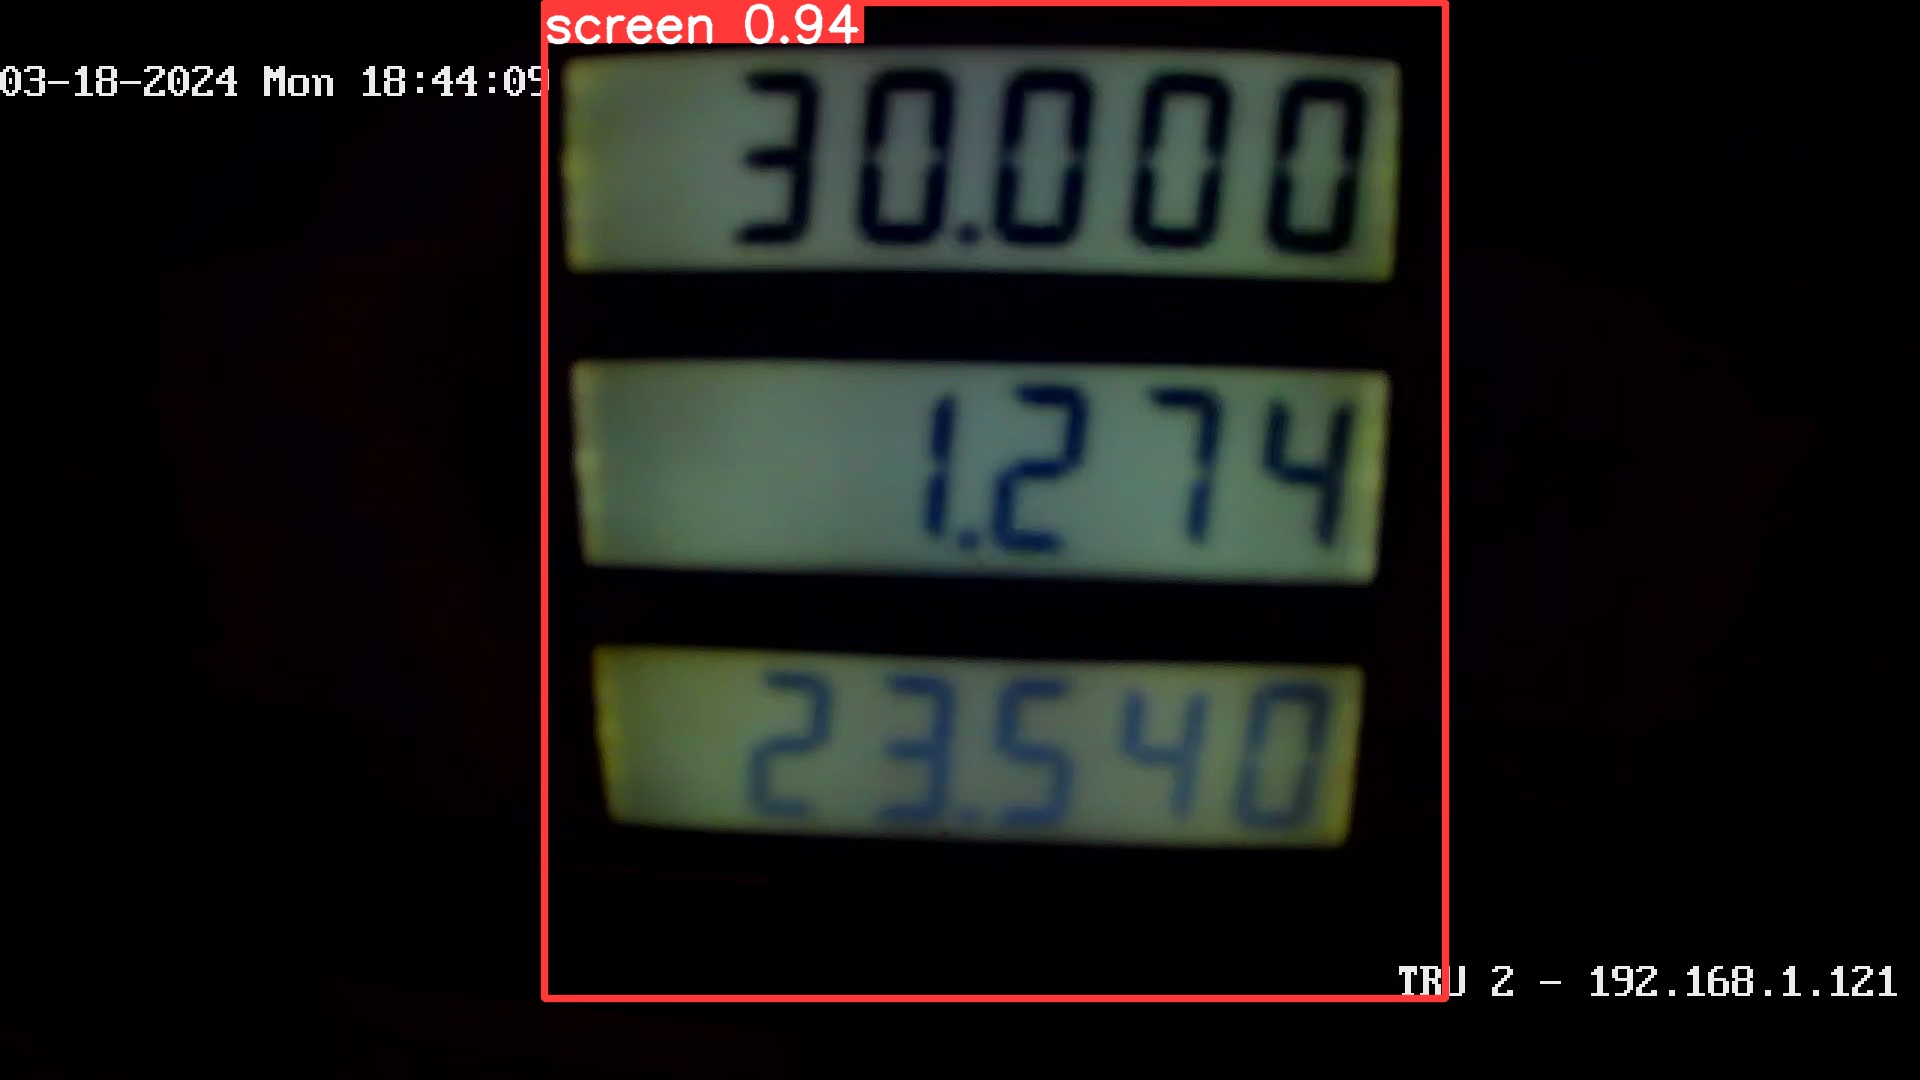 screen 0.94
03-18-2024 Mon 18:44:09
30.000
1.274
23.540
TRU 2 - 192.168.1.121